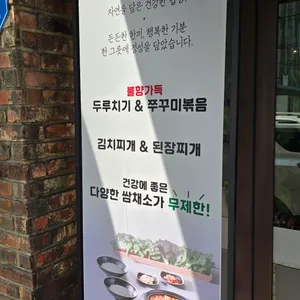 자연을 담은 건강한
든든한 한끼, 행복한 기분
한 그릇에 정성을 담았습니다.
불향가득
두루치기 & 쭈꾸미볶음
김치찌개 & 된장찌개
건강에 좋은
다양한 쌈채소가 무제한!